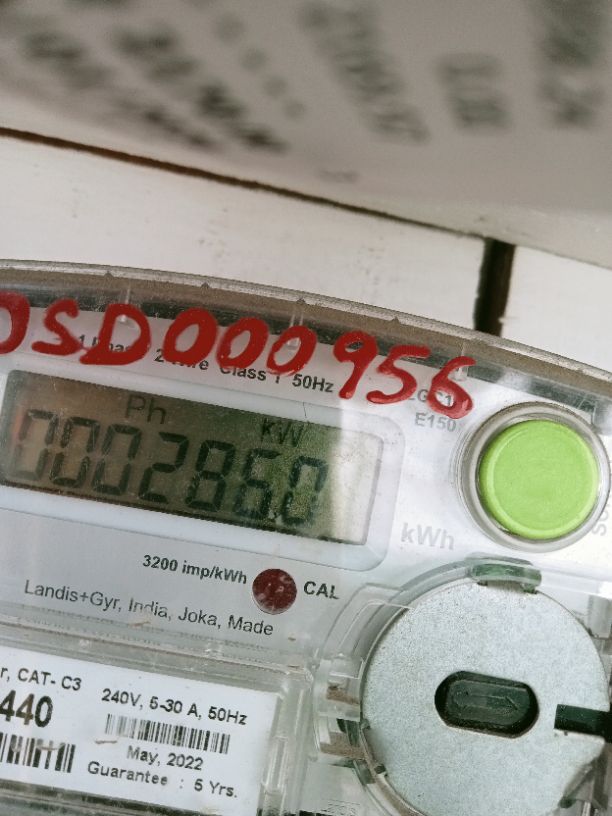 SD000956
Class 1 50Hz
E150
Ph kW
0002860
kWh
3200 imp/kWh CAL
Landis+Gyr, India, Joka, Made
r, CAT- C3
440
240V, 5-30 A, 50Hz
May, 2022
Guarantee : 5 Yrs.